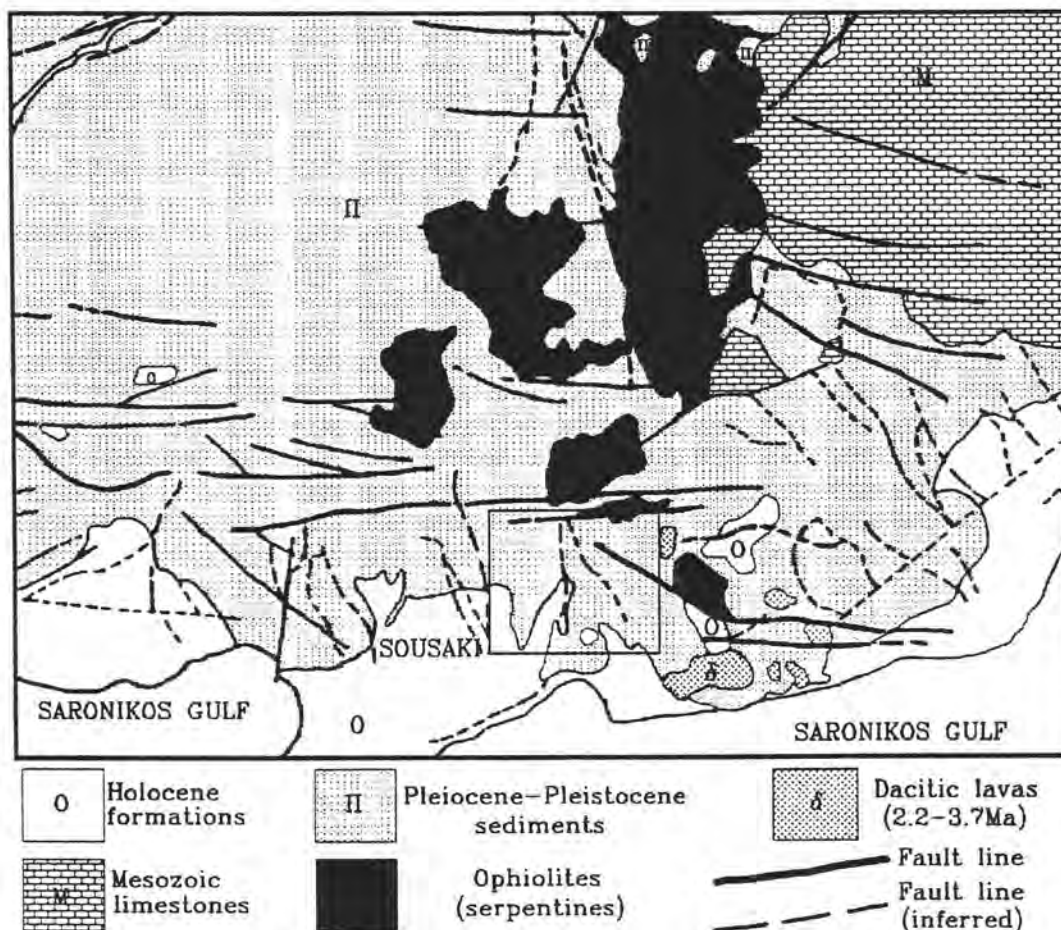 Π
Π
M
Π
O
O
O
SOUSAKI
δ
SARONIKOS GULF
O
SARONIKOS GULF
O
Holocene
formations
Π
Pleiocene-Pleistocene
sediments
δ
Dacitic lavas
(2.2-3.7Ma)
M
Mesozoic
limestones
Ophiolites
(serpentines)
Fault line
Fault line
(inferred)